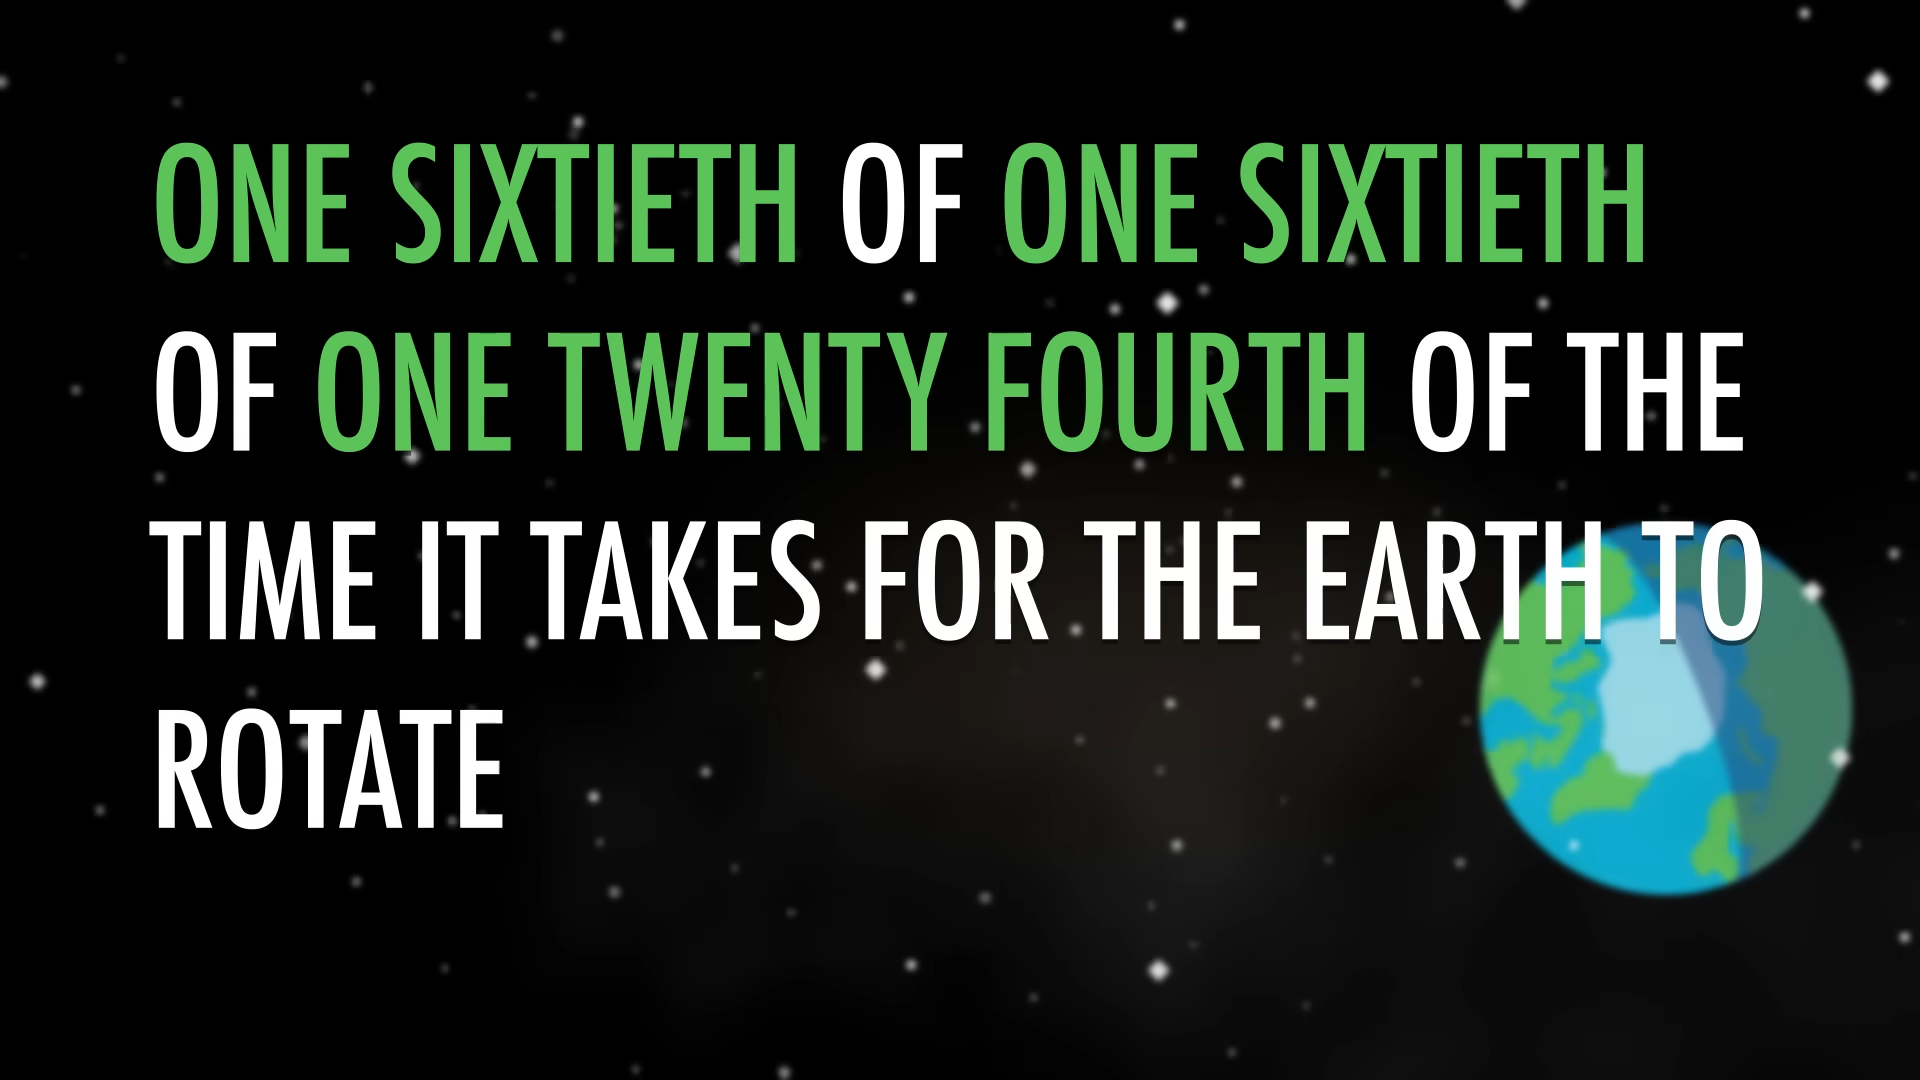 ONE SIXTIETH OF ONE SIXTIETH
OF ONE TWENTY FOURTH OF THE
TIME IT TAKES FOR THE EARTH TO
ROTATE